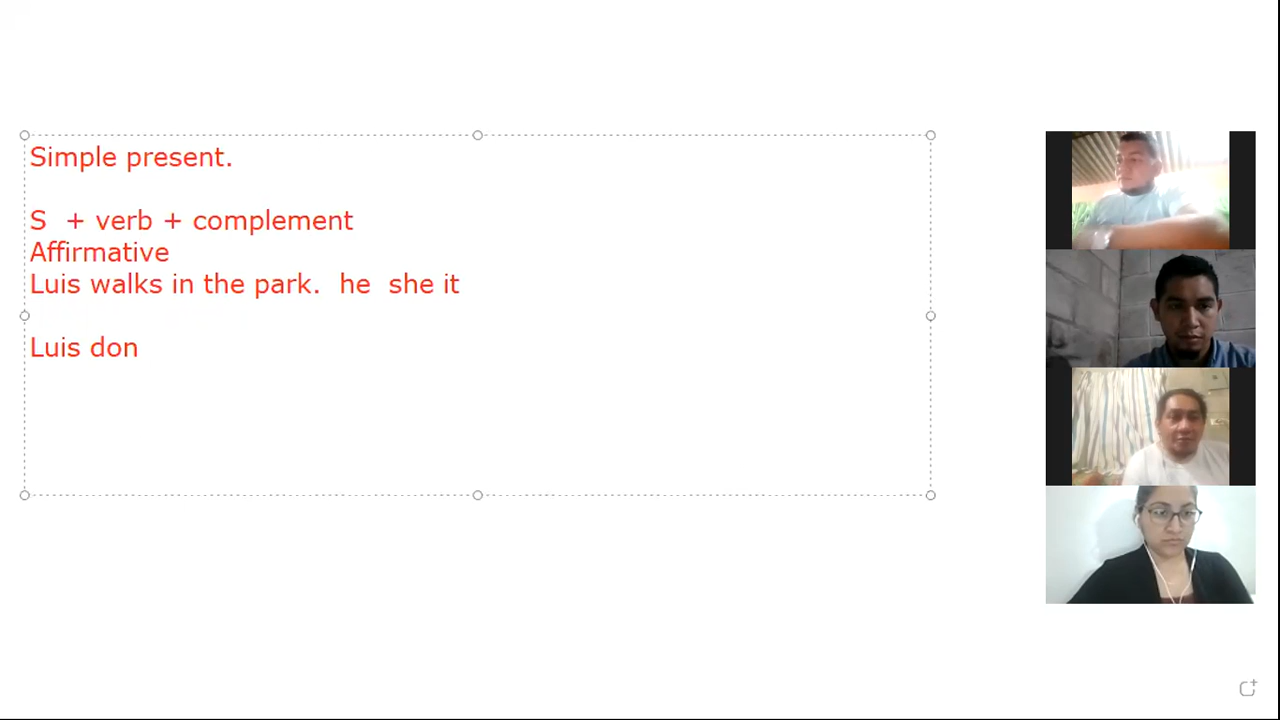 Simple present.
S + verb + complement
Affirmative
Luis walks in the park. he she it
Luis don